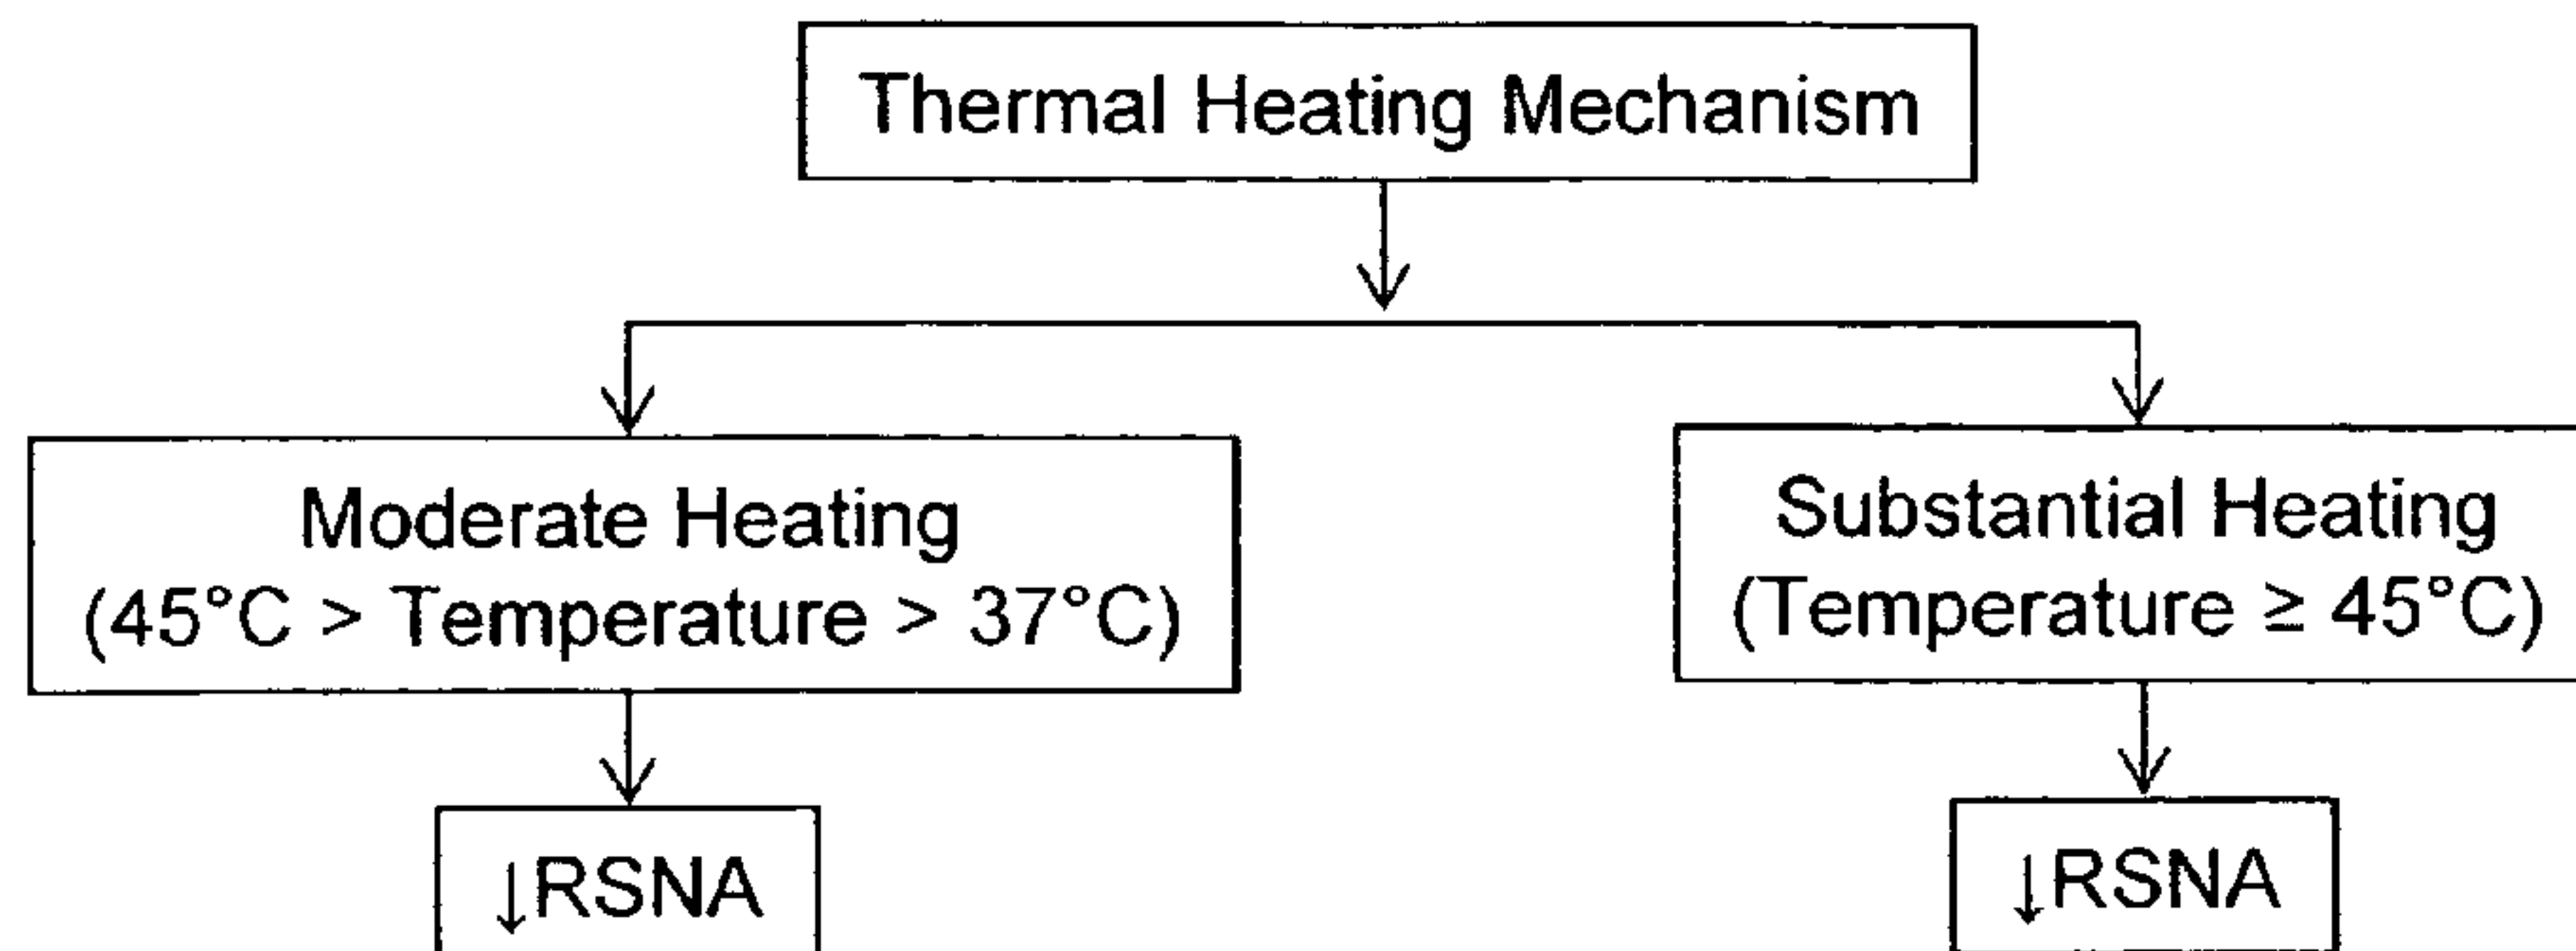 Thermal Heating Mechanism
Moderate Heating
(45°C > Temperature > 37°C)
Substantial Heating
(Temperature ≥ 45°C)
↓RSNA
↓RSNA